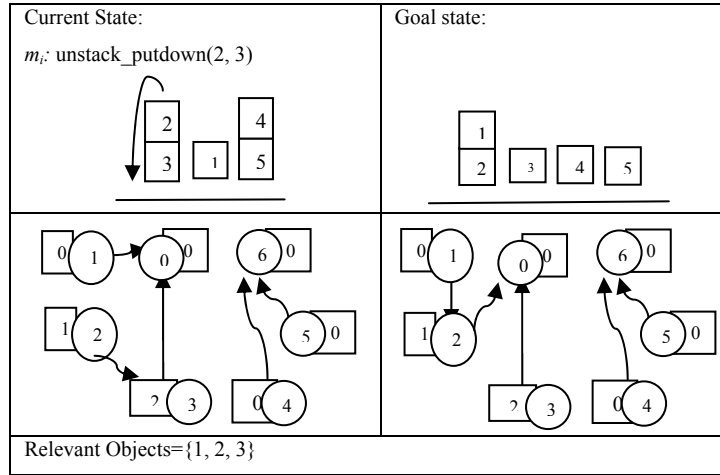 Current State:
mi: unstack_putdown(2, 3)
2 4
3 1 5
Goal state:
1
2 3 4 5
0 1 0 0 6 0
1 2 5 0
2 3 0 4
0 1 0 0 6 0
1 2 5 0
2 3 0 4
Relevant Objects={1, 2, 3}